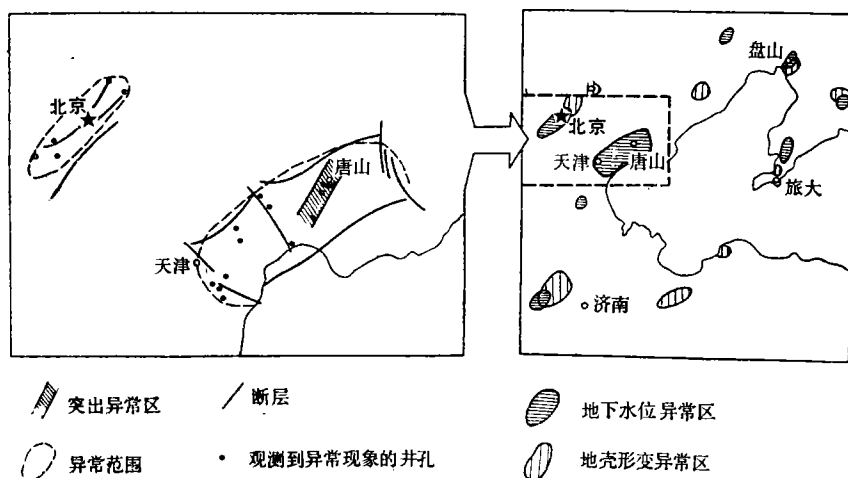 北京
唐山
天津
盘山
北京
天津
唐山
旅大
济南
突出异常区
断层
地下水位异常区
异常范围
观测到异常现象的井孔
地壳形变异常区